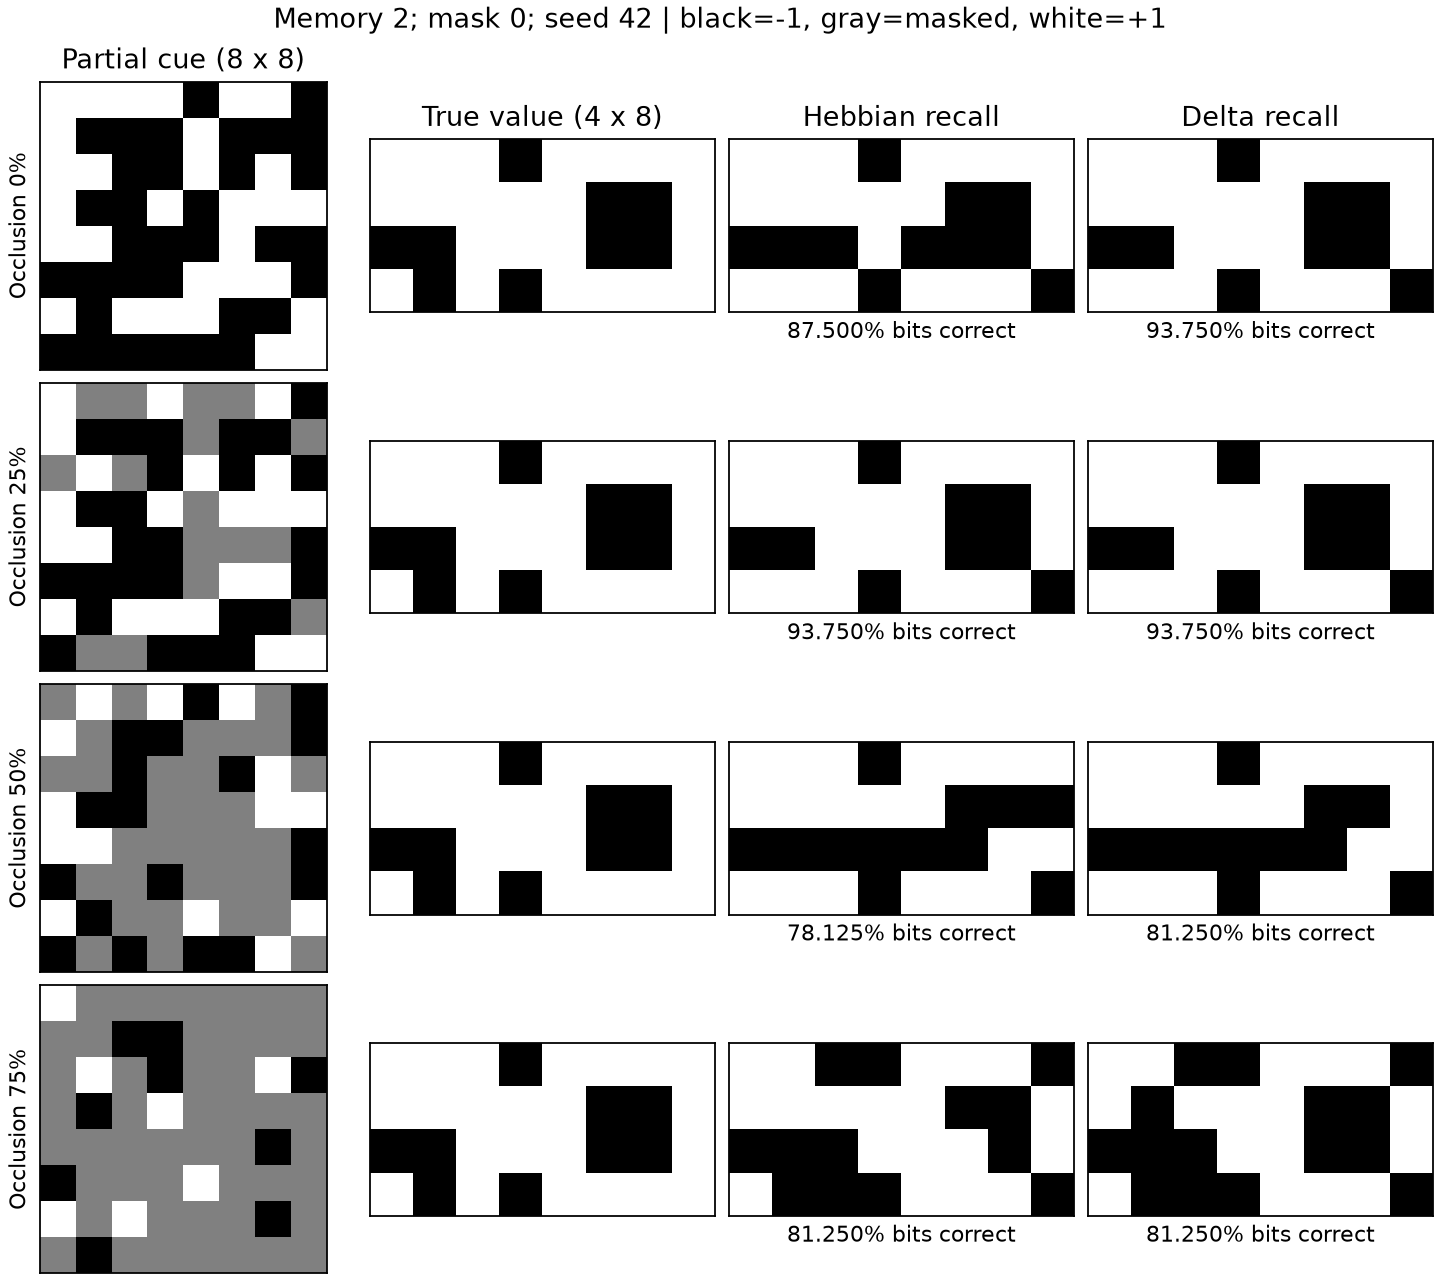 Memory 2; mask 0; seed 42 | black=-1, gray=masked, white=+1
Partial cue (8 x 8)
True value (4 x 8)
Hebbian recall
Delta recall
Occlusion 0%
87.500% bits correct
93.750% bits correct
Occlusion 25%
93.750% bits correct
93.750% bits correct
Occlusion 50%
78.125% bits correct
81.250% bits correct
Occlusion 75%
81.250% bits correct
81.250% bits correct